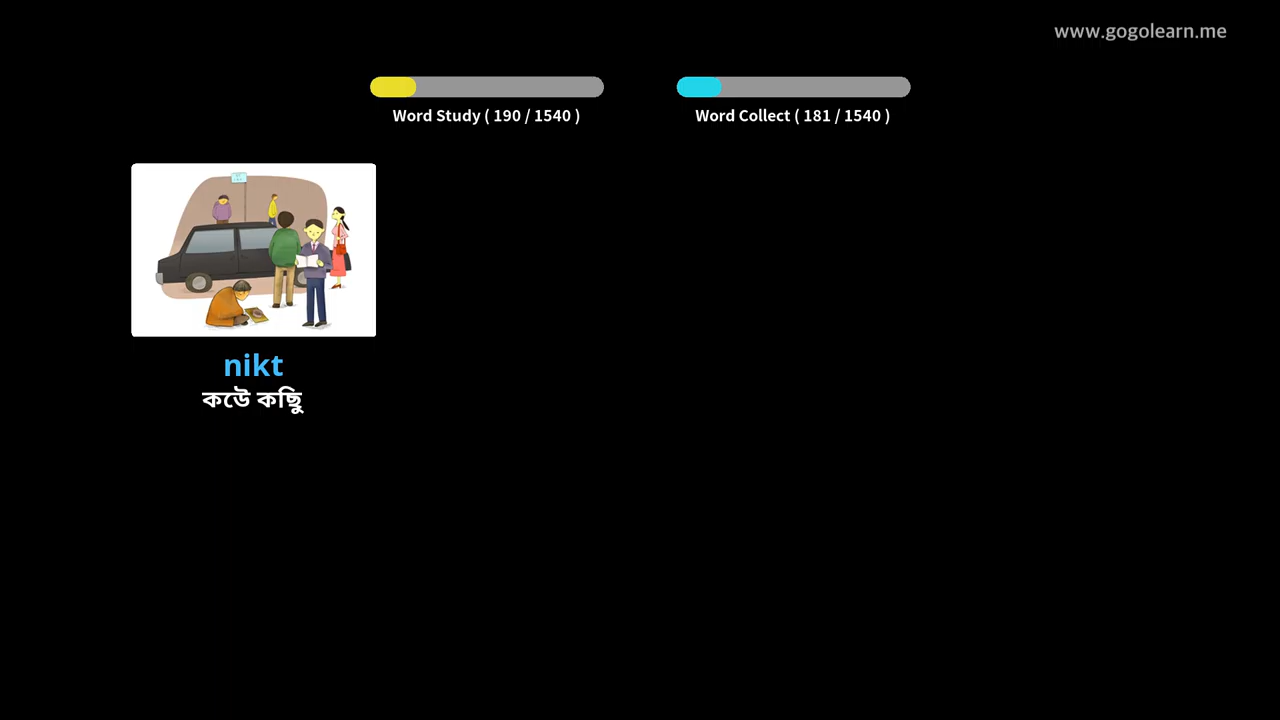 www.gogolearn.me
Word Study ( 190 / 1540 )
Word Collect ( 181 / 1540 )
nikt
কউে কছিু